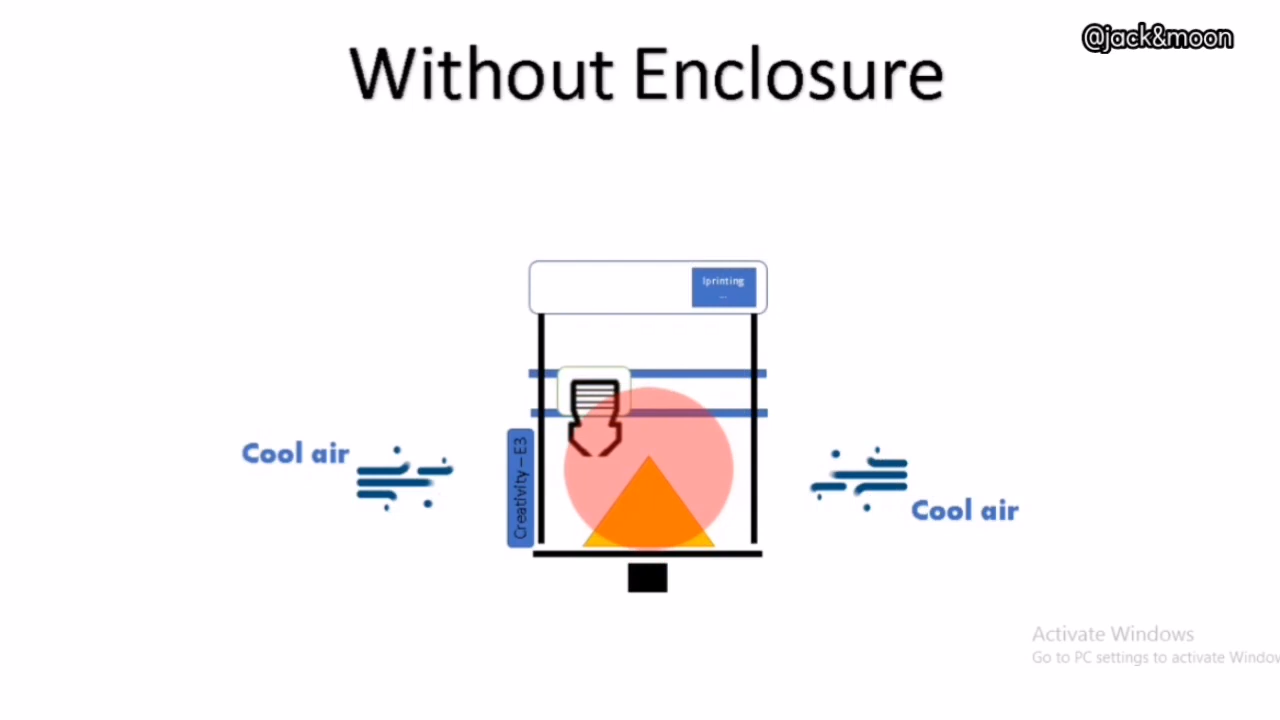 @jack&moon
Without Enclosure
Iprinting
...
Cool air
Creativity – E3
Cool air
Activate Windows
Go to PC settings to activate Window